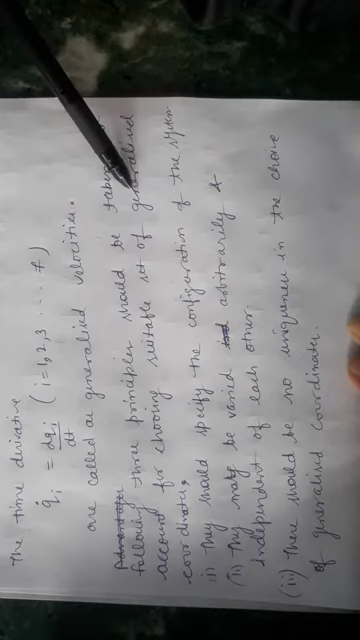 The time derivative
q̇i = dqi/dt (i=1,2,3 .... f)
are called as generalised velocities.
following three principles should be taken
account for choosing suitable set of generalised
coordinates
i) They should specify the configuration of the system
(ii) They may be varied arbitrarily &
independent of each other.
(iii) There should be no uniqueness in the choice
of generalised coordinates.